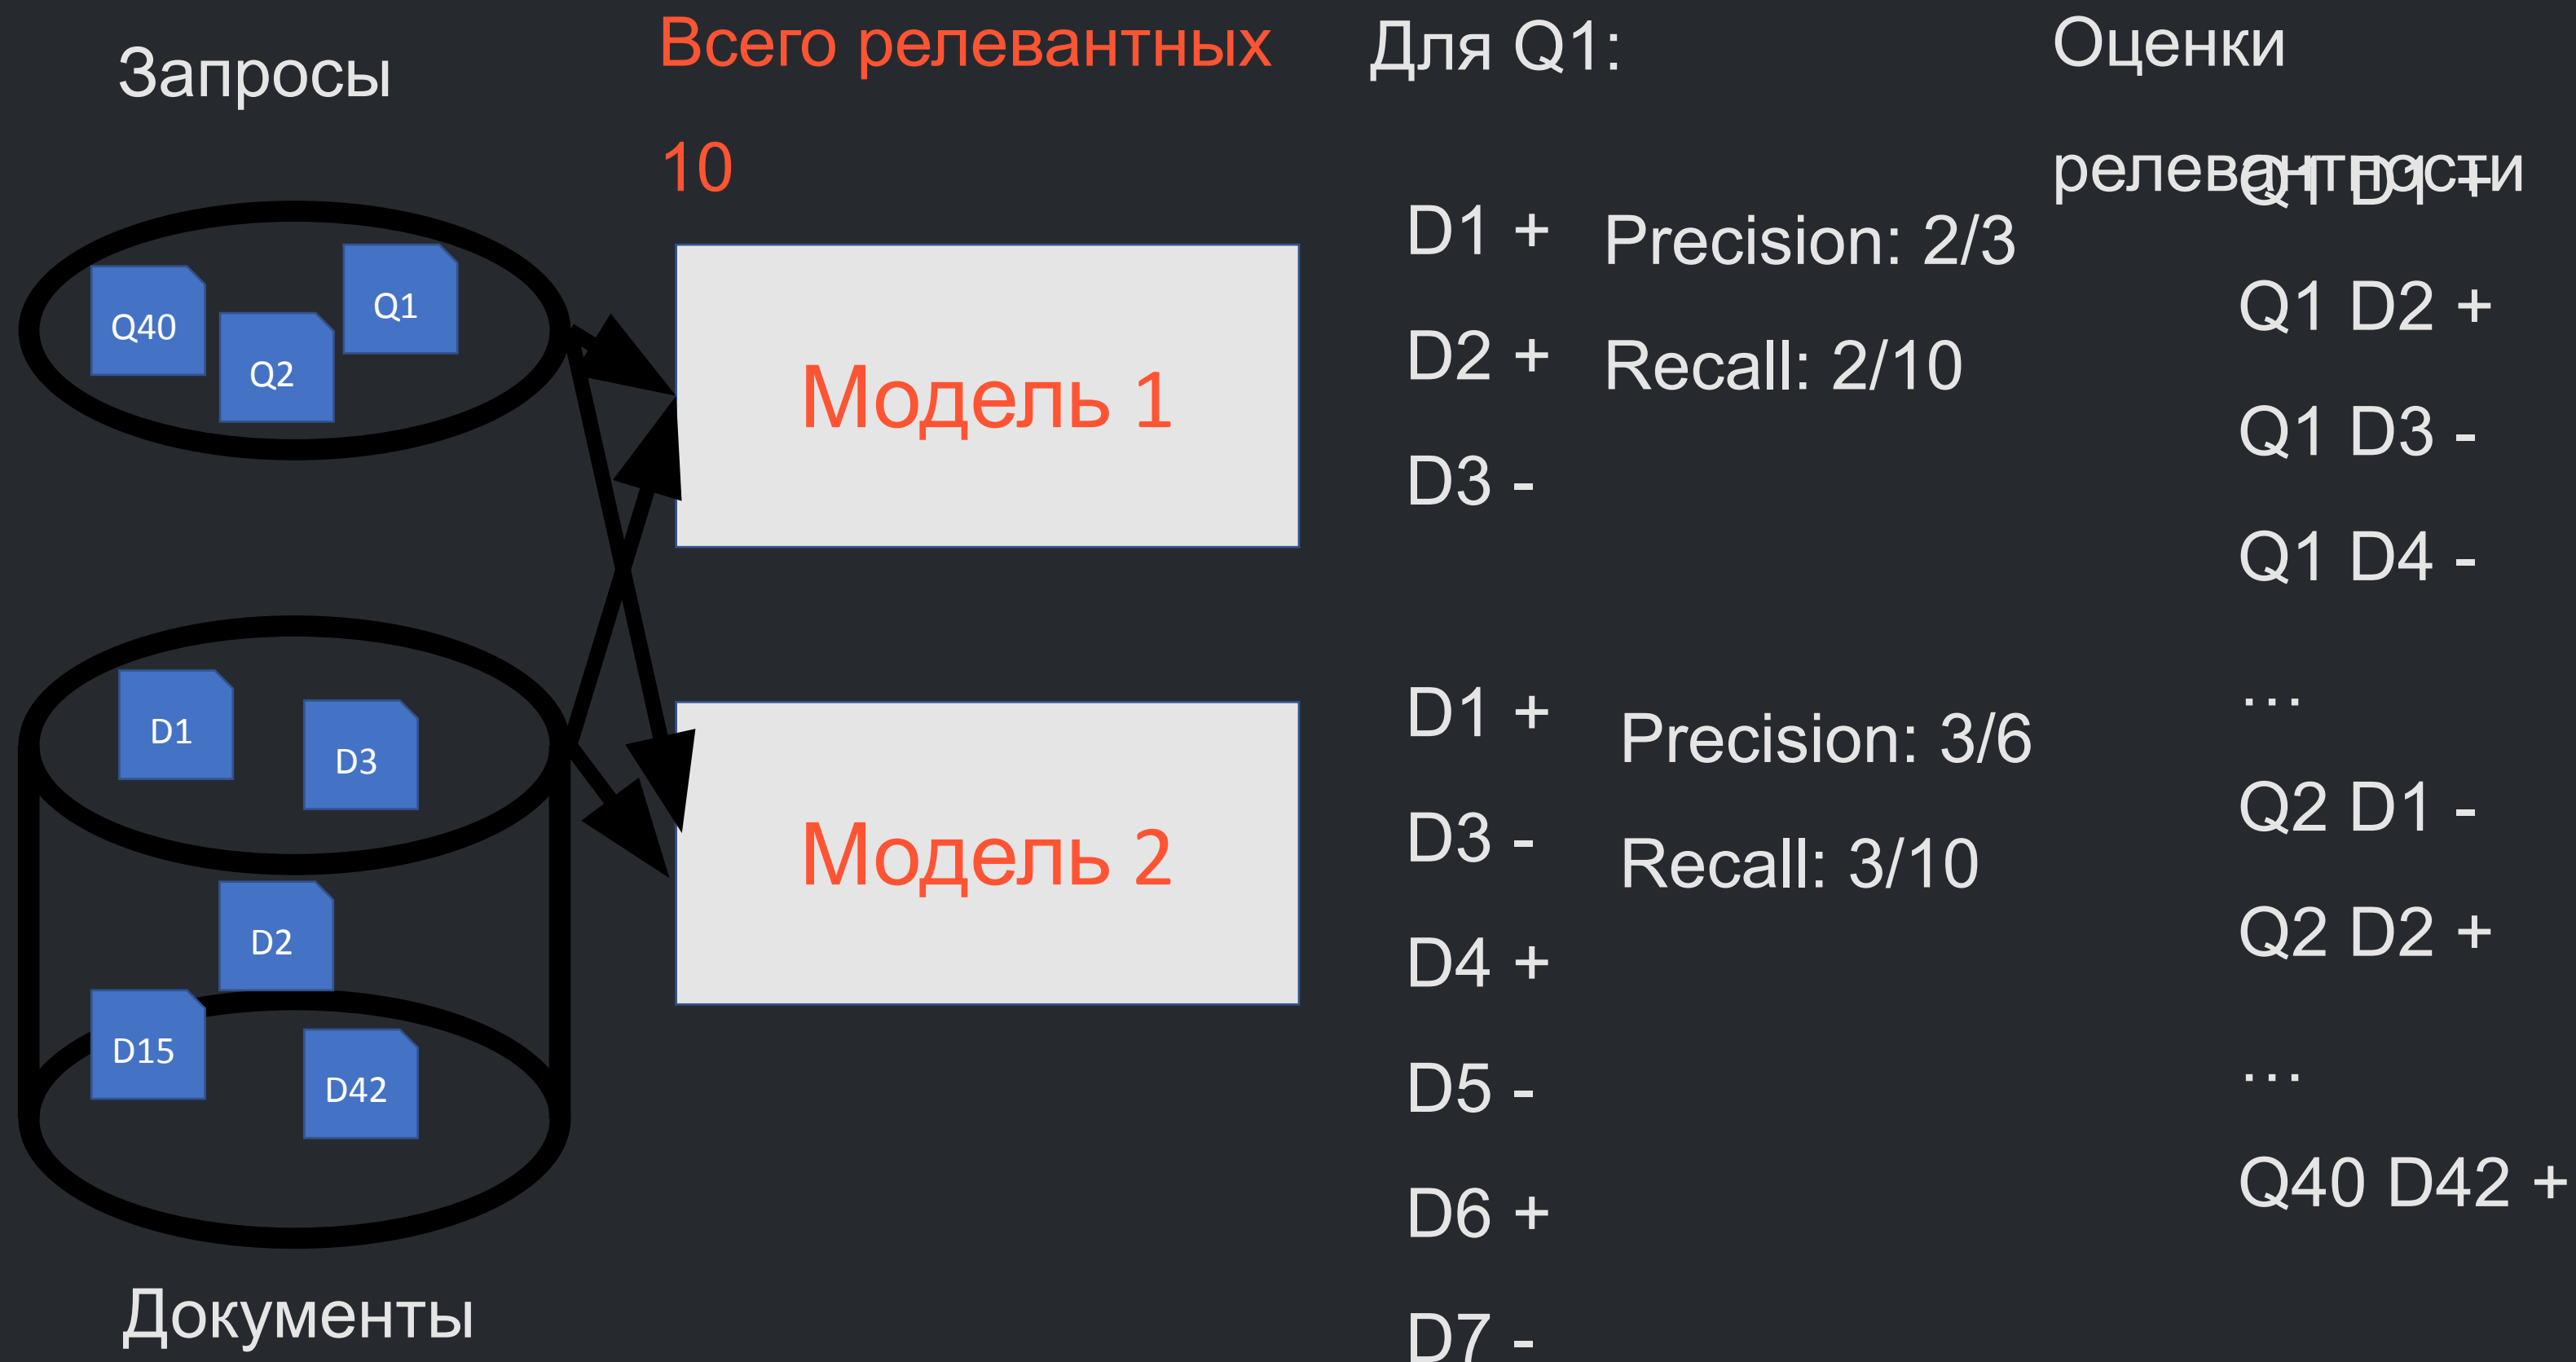 Запросы
Q40
Q2
Q1
D1
D3
D2
D15
D42
Документы
Всего релевантных
10
Модель 1
Модель 2
Для Q1:
D1 +
D2 +
D3 -
Precision: 2/3
Recall: 2/10
D1 +
D3 -
D4 +
D5 -
D6 +
D7 -
Precision: 3/6
Recall: 3/10
Оценки
релевантности
Q1 D1 +
Q1 D2 +
Q1 D3 -
Q1 D4 -
…
Q2 D1 -
Q2 D2 +
…
Q40 D42 +